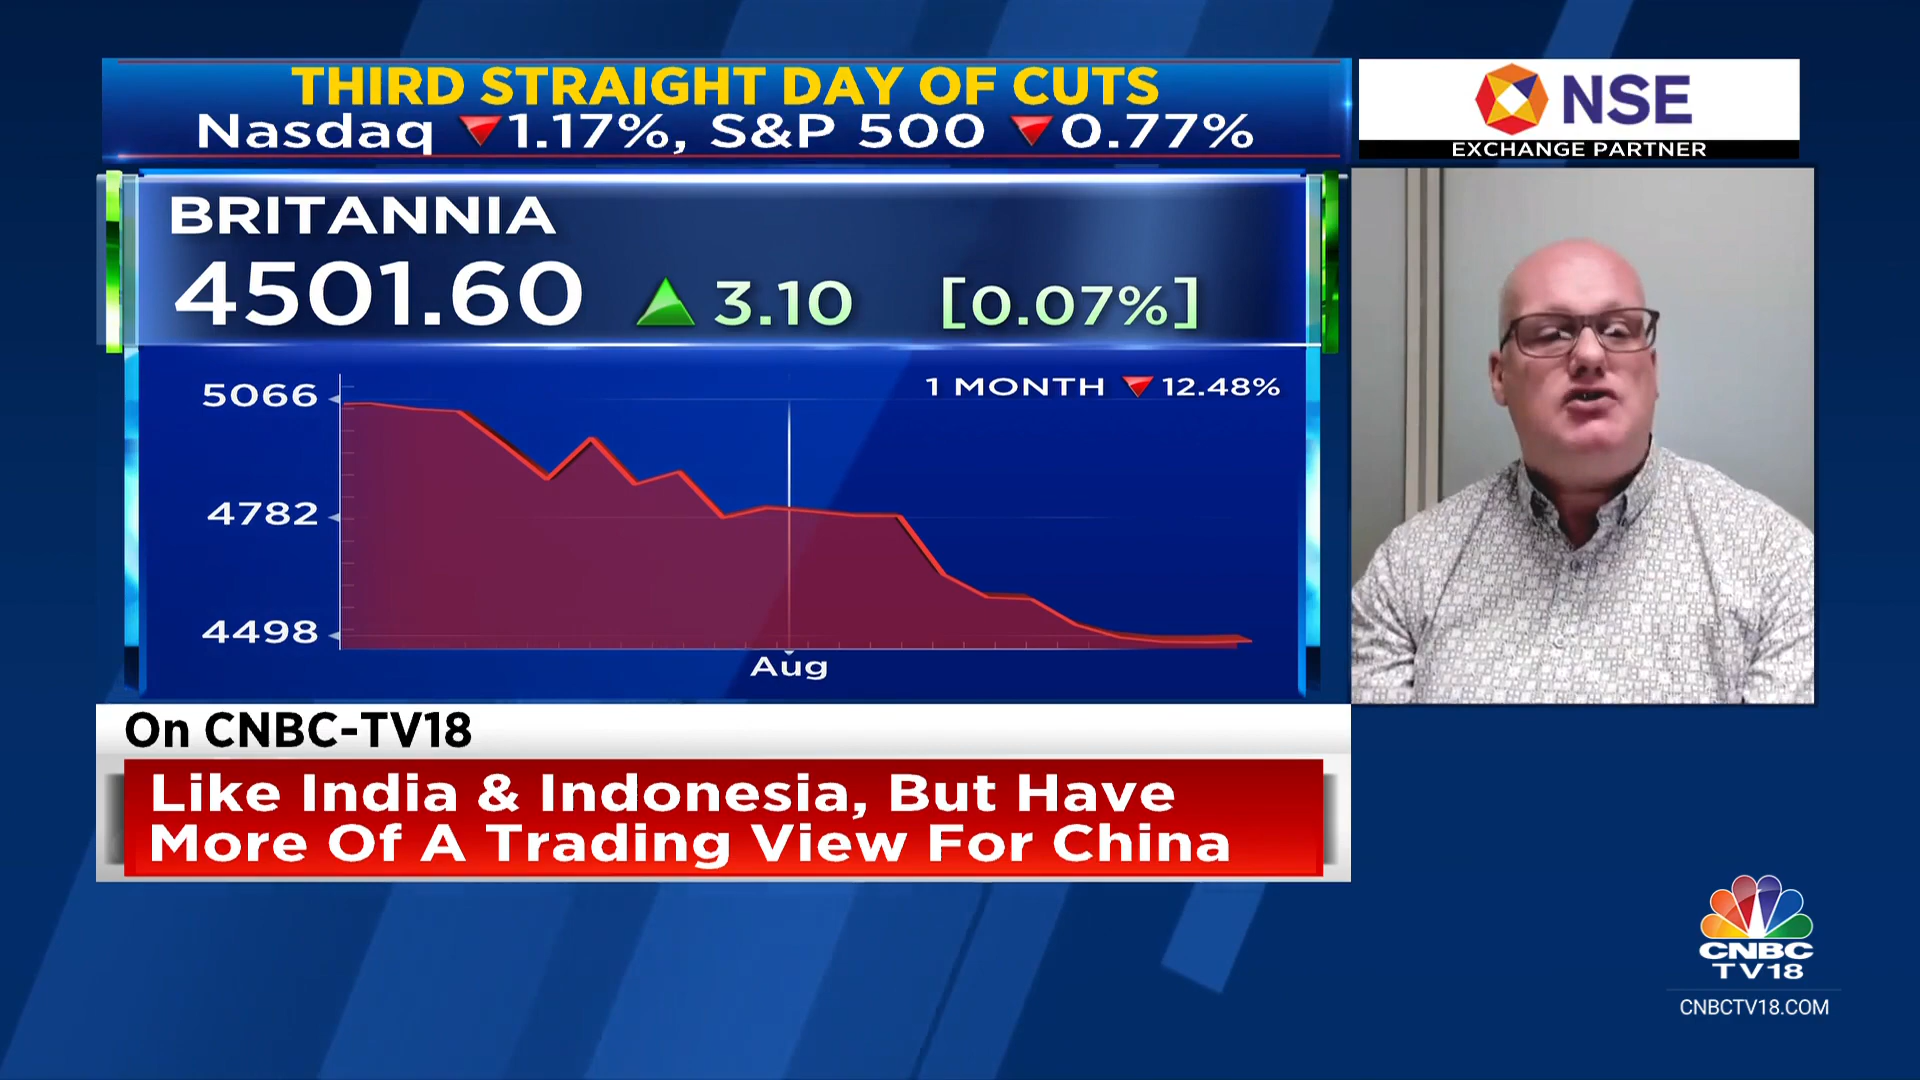 THIRD STRAIGHT DAY OF CUTS
Nasdaq ▼1.17%, S&P 500 ▼0.77%
NSE
EXCHANGE PARTNER
BRITANNIA
4501.60 ▲ 3.10 [0.07%]
1 MONTH ▼ 12.48%
5066
4782
4498
Aug
On CNBC-TV18
Like India & Indonesia, But Have
More Of A Trading View For China
CNBC
TV18
CNBCTV18.COM